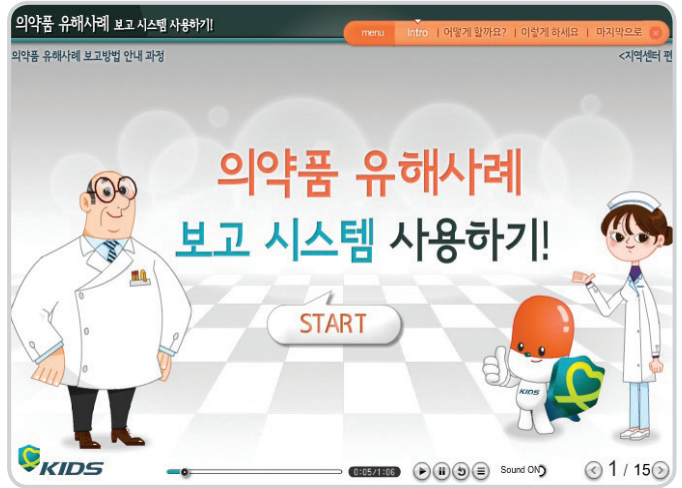 의약품 유해사례 보고 시스템 사용하기!
menu Intro | 어떻게 할까요? | 이렇게 하세요 | 마지막으로
의약품 유해사례 보고방법 안내 과정
<지역센터 편
의약품 유해사례
보고 시스템 사용하기!
START
KIDS
KIDS
0:05/1:06 Sound ON
1 / 15